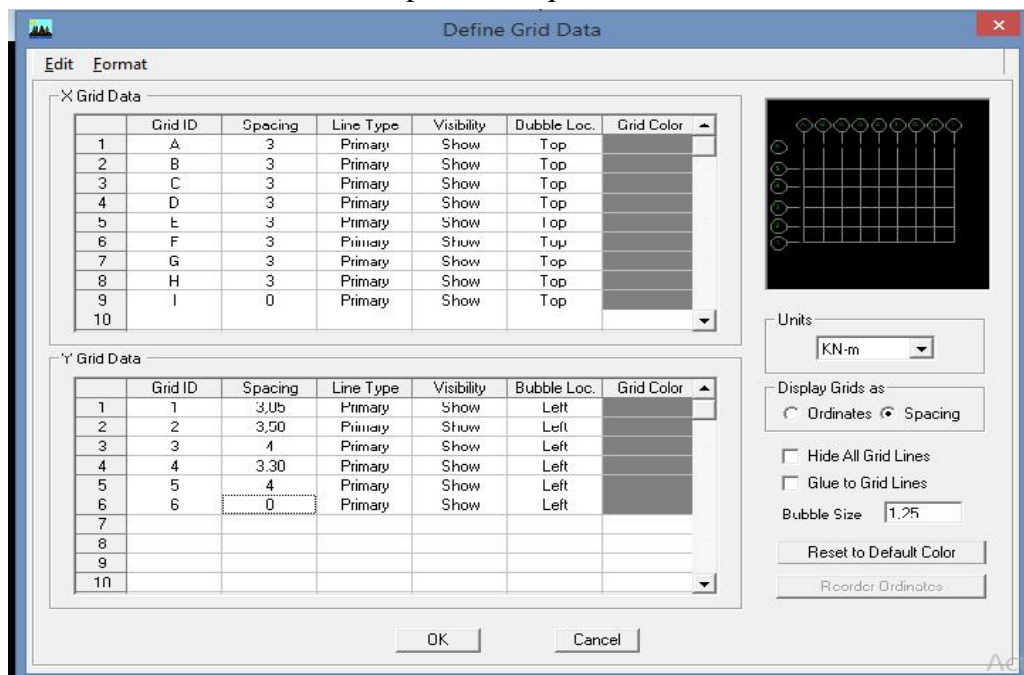 Define Grid Data
Edit Format
X Grid Data
Grid ID Spacing Line Type Visibility Bubble Loc. Grid Color
1 A 3 Primary Show Top
2 B 3 Primary Show Top
3 C 3 Primary Show Top
4 D 3 Primary Show Top
5 E 3 Primary Show Top
6 F 3 Primary Show Top
7 G 3 Primary Show Top
8 H 3 Primary Show Top
9 I 0 Primary Show Top
10
Y Grid Data
Grid ID Spacing Line Type Visibility Bubble Loc. Grid Color
1 1 3,05 Primary Show Left
2 2 3,50 Primary Show Left
3 3 4 Primary Show Left
4 4 3.30 Primary Show Left
5 5 4 Primary Show Left
6 6 0 Primary Show Left
7
8
9
10
Units
KN-m
Display Grids as
Ordinates Spacing
Hide All Grid Lines
Glue to Grid Lines
Bubble Size 1,25
Reset to Default Color
Reorder Ordinates
OK Cancel